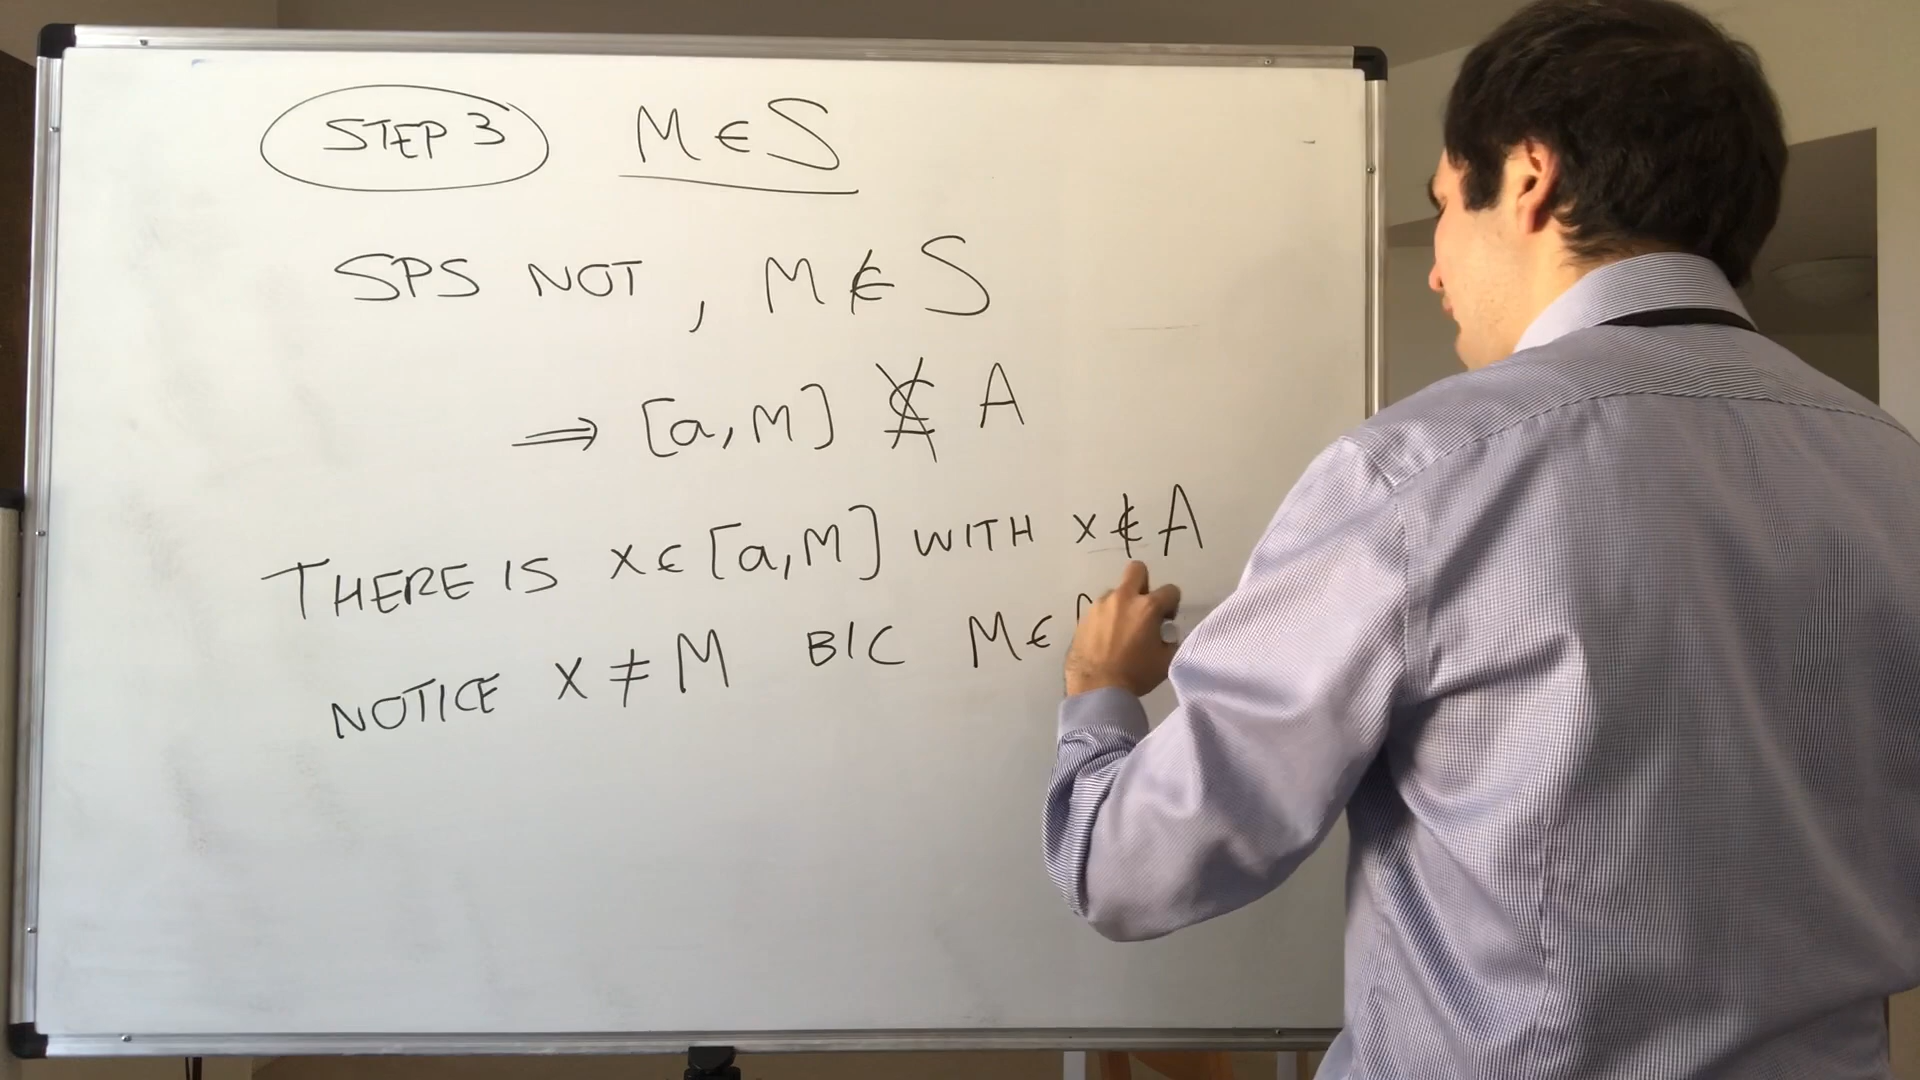 STEP 3 M∈S
SPS NOT, M∉S
⟹ [a,M] ⊈ A
THERE IS x∈[a,M] WITH x∉A
NOTICE x≠M B/C M∈